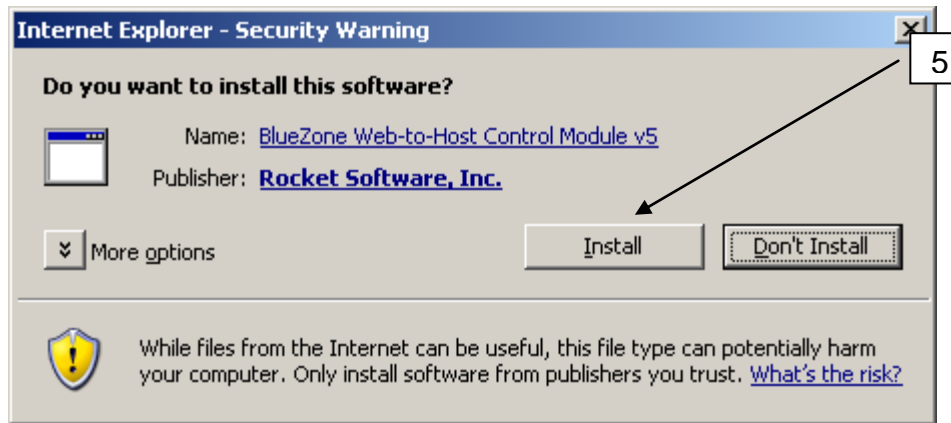 Internet Explorer - Security Warning
5
Do you want to install this software?
Name: BlueZone Web-to-Host Control Module v5
Publisher: Rocket Software, Inc.
More options
Install
Don't Install
While files from the Internet can be useful, this file type can potentially harm
your computer. Only install software from publishers you trust. What's the risk?